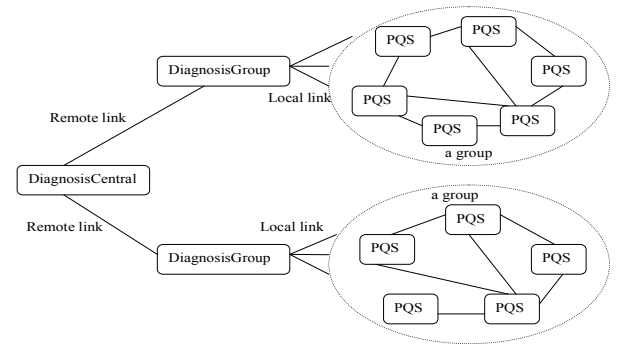 PQS
PQS
DiagnosisGroup
PQS
Local link
PQS
PQS
PQS
a group
Remote link
DiagnosisCentral
Remote link
a group
Local link
PQS
PQS
DiagnosisGroup
PQS
PQS
PQS